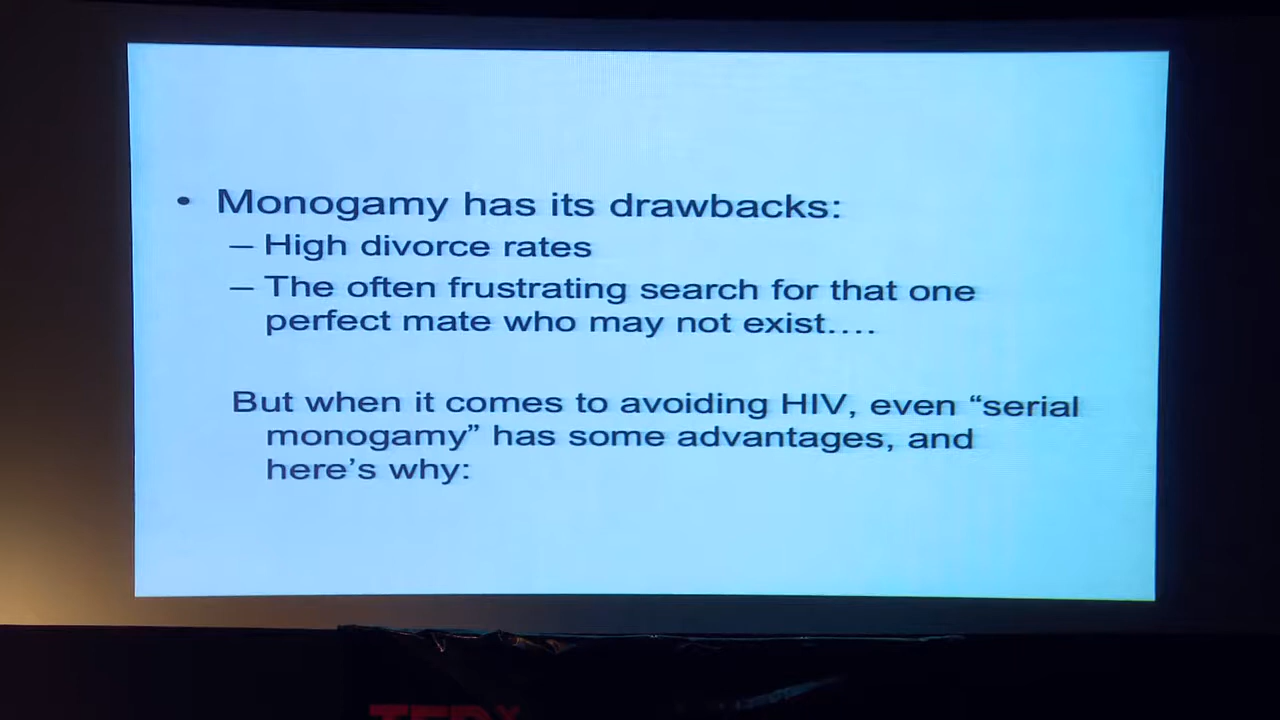 • Monogamy has its drawbacks:
– High divorce rates
– The often frustrating search for that one
perfect mate who may not exist....
But when it comes to avoiding HIV, even “serial
monogamy” has some advantages, and
here’s why:
TEDx